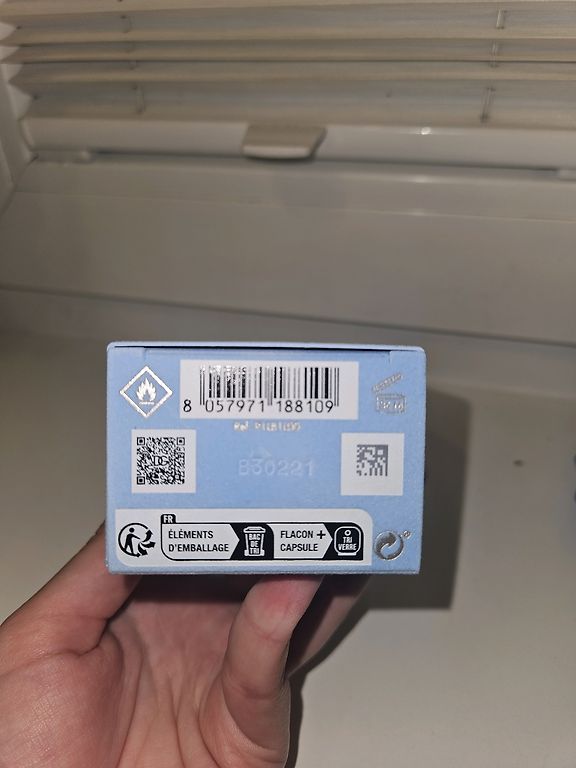 8 057971 188109
B30221
FR
ÉLÉMENTS
D'EMBALLAGE
BAC
DE
TRI
FLACON +
CAPSULE
TRI
VERRE